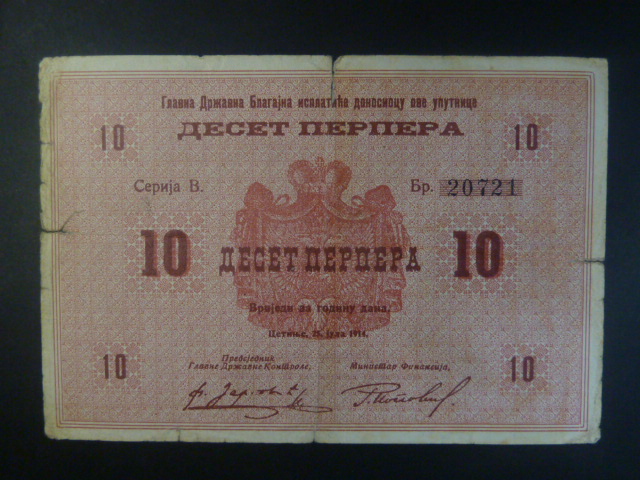 Главна Државна Благајна исплатиће доносиоцу ове упутнице
ДЕСЕТ ПЕРПЕРА
10 10
Серија В. Бр. 20721
10 ДЕСЕТ ПЕРПЕРА 10
Вриједи за годину дана.
Цетиње, 25. јула 1914.
Предсједник
Главне Државне Контроле, Министар Финансија,
10 10